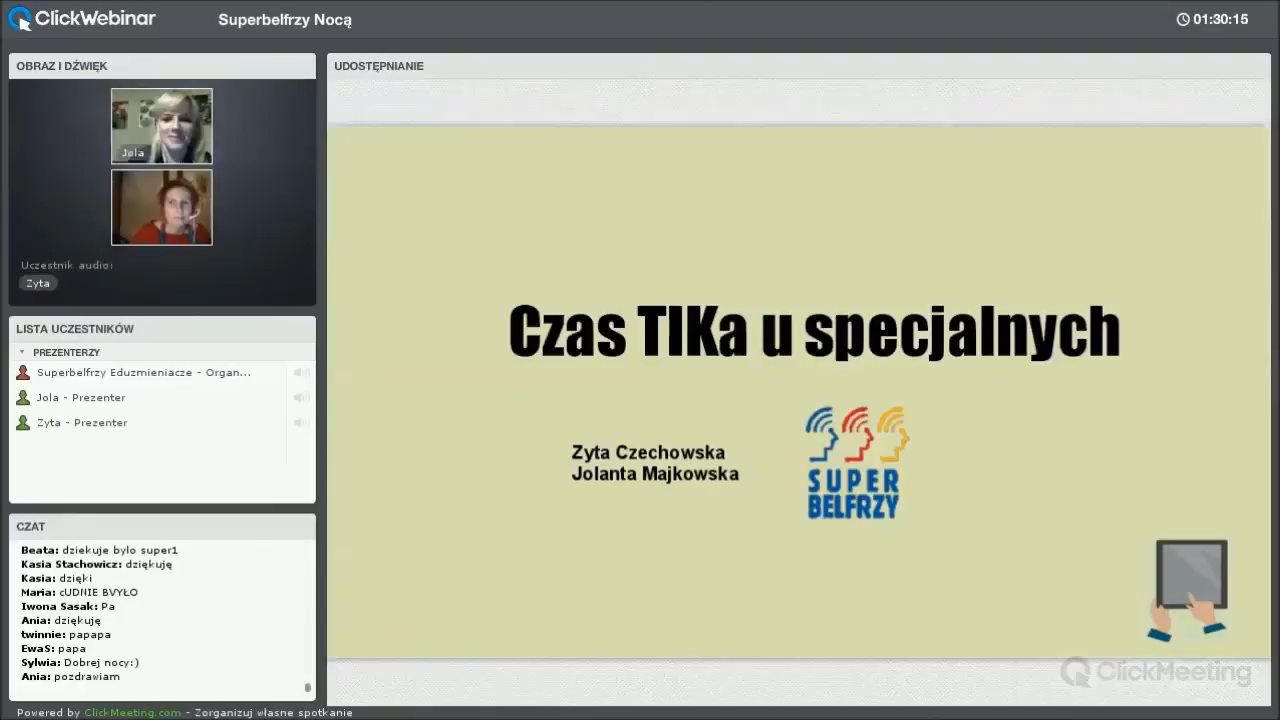 ClickWebinar
Superbelfrzy Nocą
01:30:15
OBRAZ I DŹWIĘK
Jola
Uczestnik audio:
Zyta
LISTA UCZESTNIKÓW
PREZENTERZY
Superbelfrzy Eduzmieniacze - Organ...
Jola - Prezenter
Zyta - Prezenter
CZAT
Beata: dziekuje bylo super1
Kasia Stachowicz: dziękuję
Kasia: dzięki
Maria: cUDNIE BVYŁO
Iwona Sasak: Pa
Ania: dziękuję
twinnie: papapa
EwaS: papa
Sylwia: Dobrej nocy:)
Ania: pozdrawiam
UDOSTĘPNIANIE
Czas TIKa u specjalnych
Zyta Czechowska
Jolanta Majkowska
SUPER
BELFRZY
ClickMeeting
Powered by ClickMeeting.com - Zorganizuj własne spotkanie